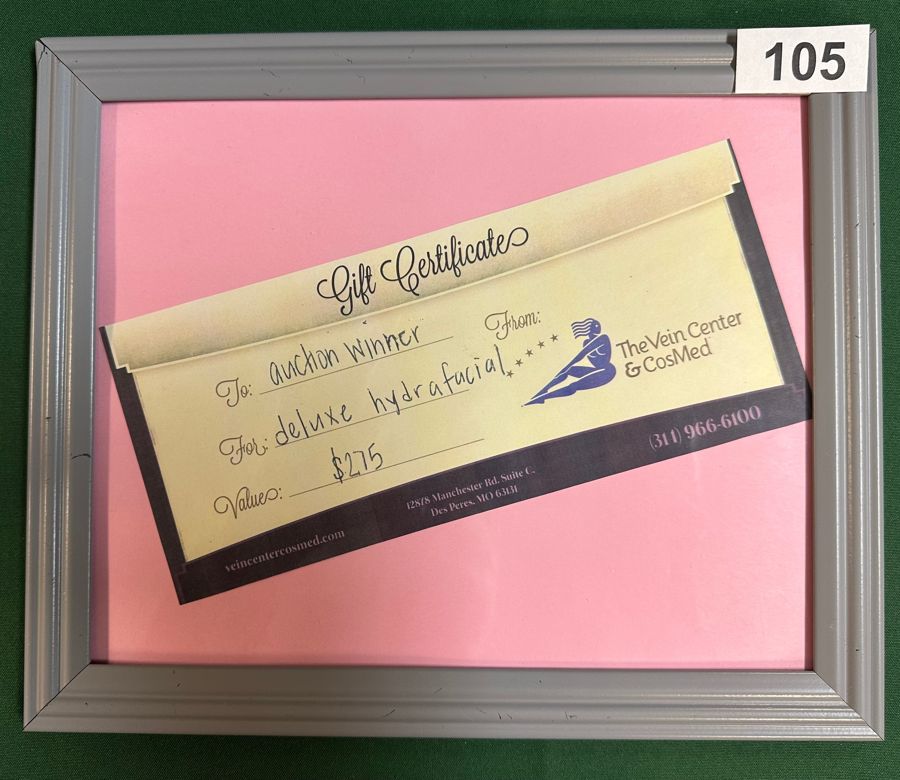 105
Gift Certificate
To: auction winner
From:
The Vein Center
& CosMed
For: deluxe hydrafacial
Value: $275
(314) 966-6100
12878 Manchester Rd. Suite C.
Des Peres, MO 63131
veincentercosmed.com